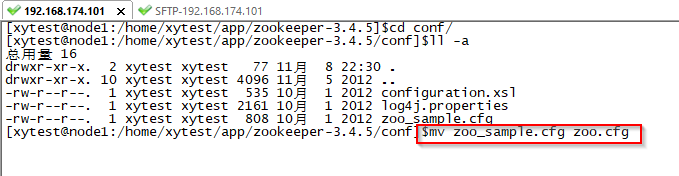 192.168.174.101 X SFTP-192.168.174.101
[xytest@node1:/home/xytest/app/zookeeper-3.4.5]$cd conf/
[xytest@node1:/home/xytest/app/zookeeper-3.4.5/conf]$ll -a
总用量 16
drwxr-xr-x. 2 xytest xytest 77 11月 8 22:30 .
drwxr-xr-x. 10 xytest xytest 4096 11月 5 2012 ..
-rw-r--r--. 1 xytest xytest 535 10月 1 2012 configuration.xsl
-rw-r--r--. 1 xytest xytest 2161 10月 1 2012 log4j.properties
-rw-r--r--. 1 xytest xytest 808 10月 1 2012 zoo_sample.cfg
[xytest@node1:/home/xytest/app/zookeeper-3.4.5/conf]$mv zoo_sample.cfg zoo.cfg